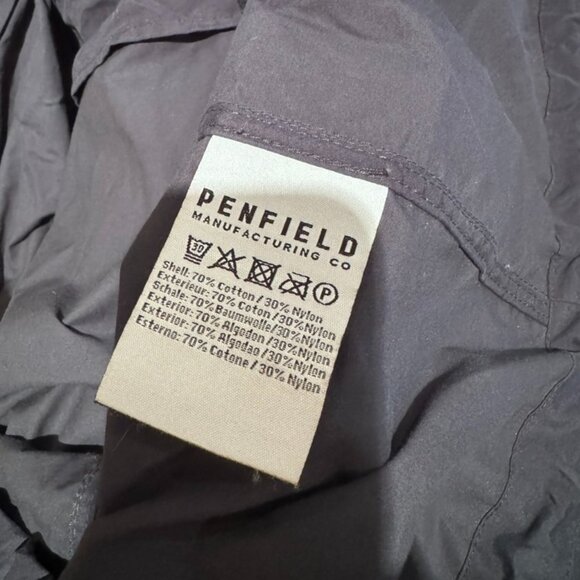 PENFIELD
MANUFACTURING CO
30 P
Shell: 70% Cotton / 30% Nylon
Exterieur: 70% Coton / 30% Nylon
Schale: 70% Baumwolle / 30% Nylon
Exterior: 70% Algodon / 30% Nylon
Exterior: 70% Algodao / 30% Nylon
Esterno: 70% Cotone / 30% Nylon